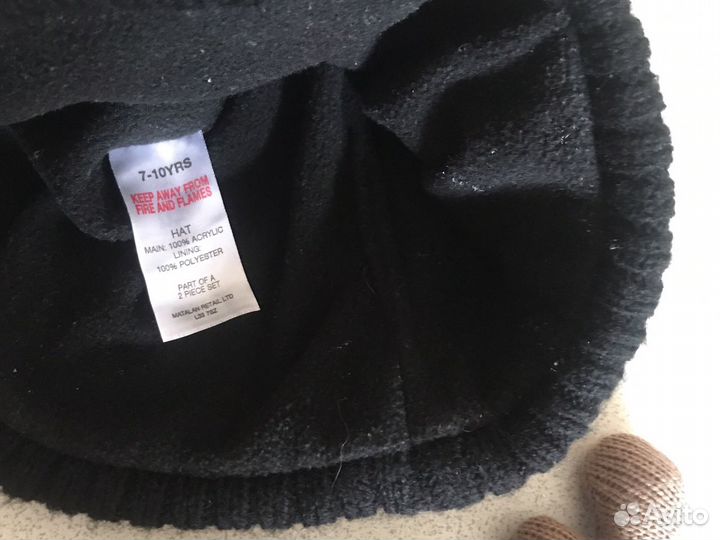 7-10YRS
KEEP AWAY FROM
FIRE AND FLAMES
HAT
MAIN: 100% ACRYLIC
LINING:
100% POLYESTER
PART OF A
2 PIECE SET
MATALAN RETAIL LTD
L33 7SZ
Avito